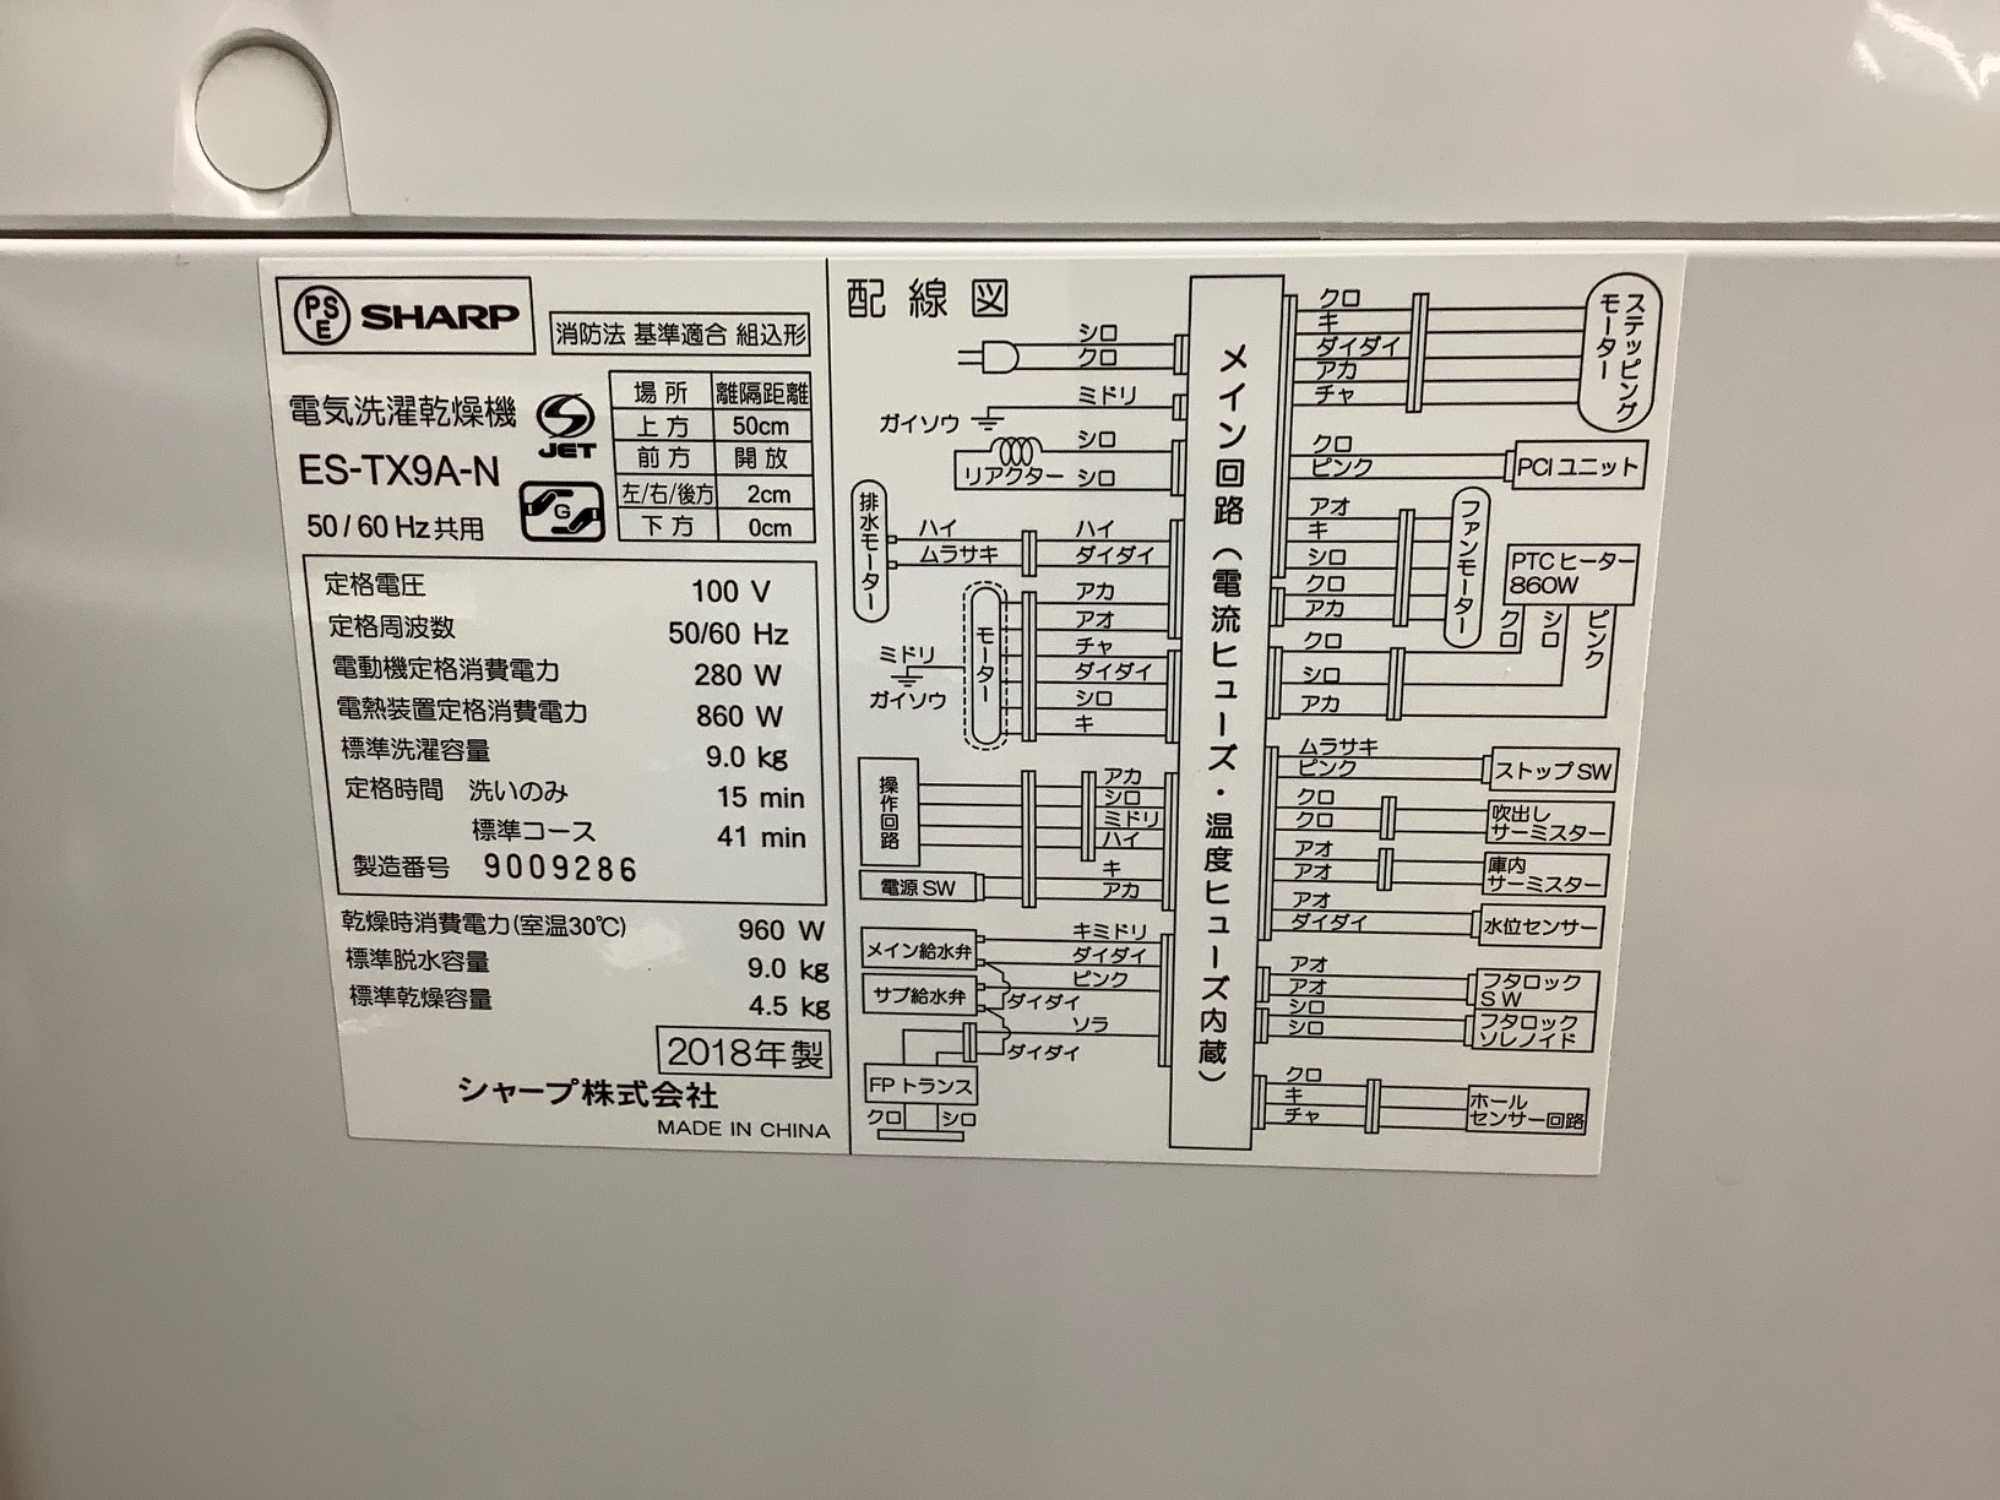 PSE SHARP
消防法 基準適合 組込形
電気洗濯乾燥機
S JET
ES-TX9A-N
G
50/60Hz共用
場所 離隔距離
上方 50cm
前方 開放
左/右/後方 2cm
下方 0cm
定格電圧 100 V
定格周波数 50/60 Hz
電動機定格消費電力 280 W
電熱装置定格消費電力 860 W
標準洗濯容量 9.0 kg
定格時間 洗いのみ 15 min
標準コース 41 min
製造番号 9009286
乾燥時消費電力(室温30℃) 960 W
標準脱水容量 9.0 kg
標準乾燥容量 4.5 kg
2018年製
シャープ株式会社
MADE IN CHINA
配線図
シロ
クロ
ミドリ
ガイソウ
シロ
リアクター シロ
排水モーター
ハイ ハイ
ムラサキ ダイダイ
モーター
アカ
アオ
チャ
ダイダイ
シロ
キ
ミドリ
ガイソウ
操作回路
アカ
シロ
ミドリ
ハイ
電源SW
キ
アカ
メイン給水弁
キミドリ
ダイダイ
サブ給水弁
ピンク
ダイダイ
ソラ
ダイダイ
FPトランス
クロ シロ
メイン回路(電流ヒューズ・温度ヒューズ内蔵)
クロ
キ
ダイダイ
アカ
チャ
ステッピング
モーター
クロ
ピンク
PCIユニット
アオ
キ
シロ
クロ
アカ
ファンモーター
PTCヒーター
860W
クロ シロ ピンク
クロ
シロ
アカ
ムラサキ
ピンク
ストップSW
クロ
クロ
吹出し
サーミスター
アオ
アオ
庫内
サーミスター
アオ
ダイダイ
水位センサー
アオ
アオ
フタロック
SW
シロ
シロ
フタロック
ソレノイド
クロ
キ
チャ
ホール
センサー回路